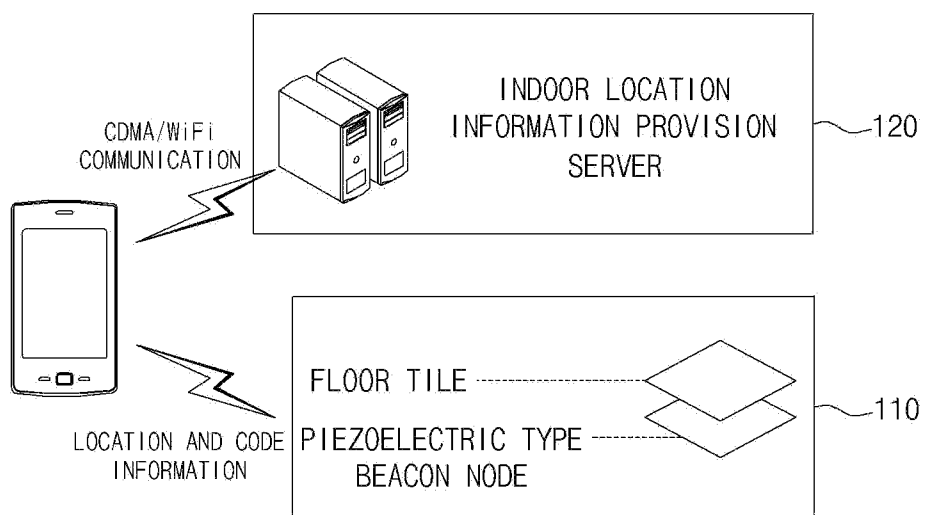 INDOOR LOCATION
INFORMATION PROVISION
SERVER
120
CDMA/WiFi
COMMUNICATION
FLOOR TILE
110
LOCATION AND CODE
INFORMATION
PIEZOELECTRIC TYPE
BEACON NODE